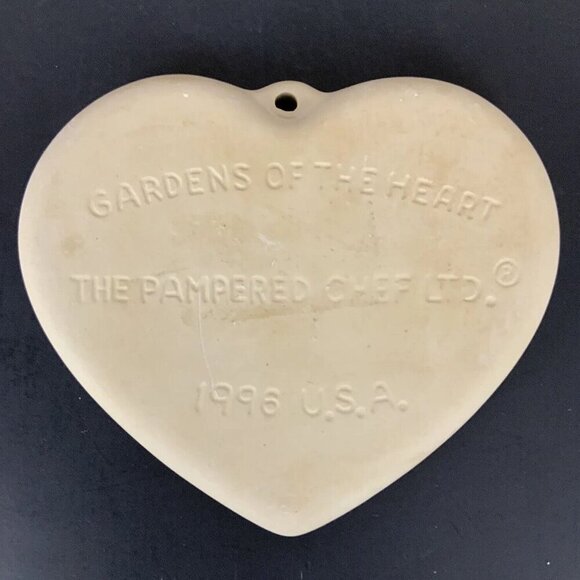 GARDENS OF THE HEART
THE PAMPERED CHEF LTD.®
1996 U.S.A.